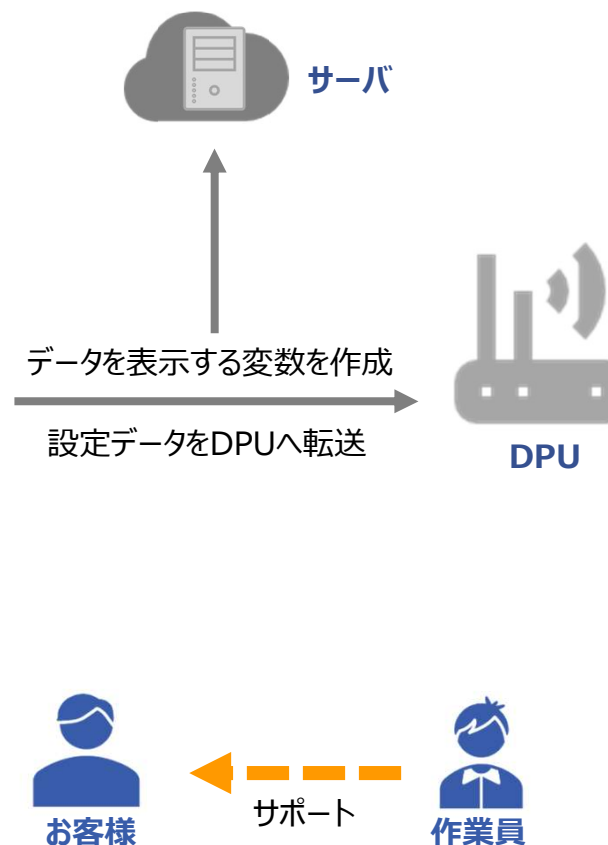 サーバ
データを表示する変数を作成
設定データをDPUへ転送
DPU
サポート
お客様
作業員